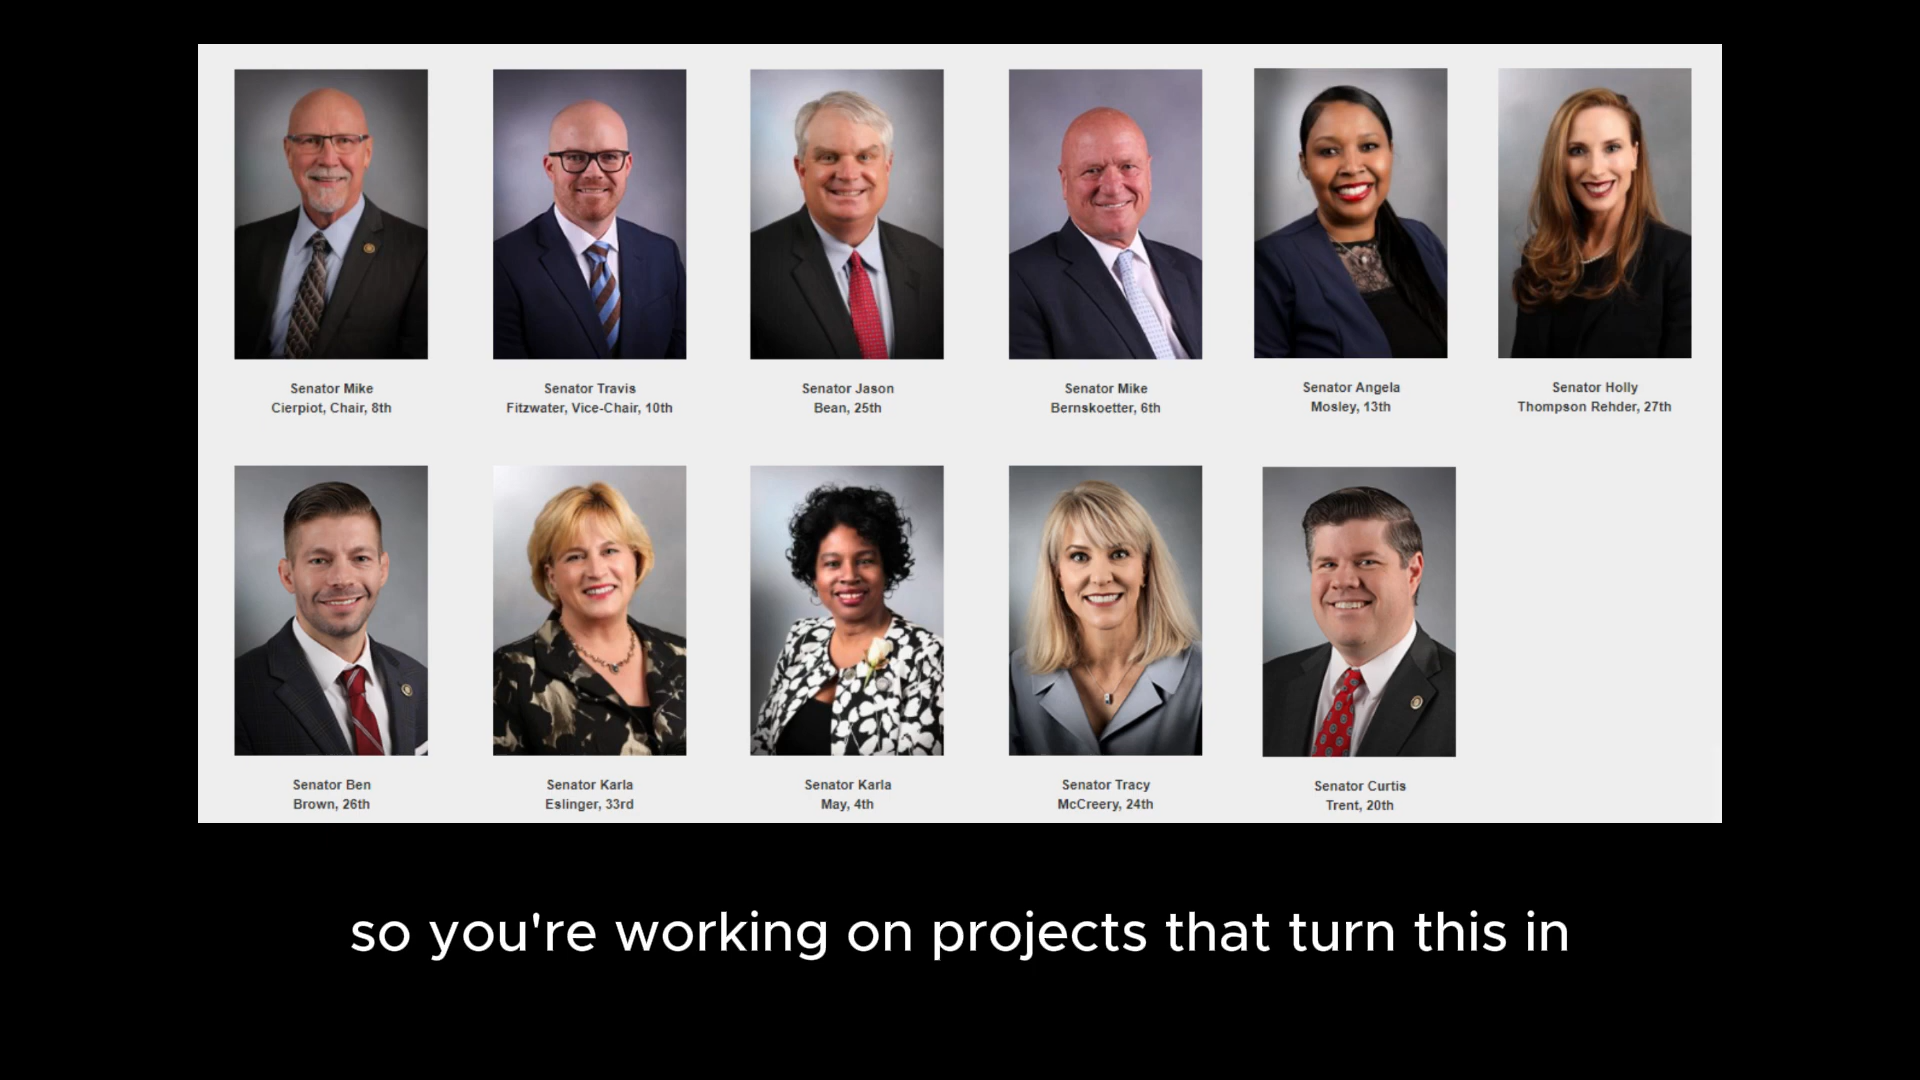 Senator Mike
Cierpiot, Chair, 8th
Senator Travis
Fitzwater, Vice-Chair, 10th
Senator Jason
Bean, 25th
Senator Mike
Bernskoetter, 6th
Senator Angela
Mosley, 13th
Senator Holly
Thompson Rehder, 27th
Senator Ben
Brown, 26th
Senator Karla
Eslinger, 33rd
Senator Karla
May, 4th
Senator Tracy
McCreery, 24th
Senator Curtis
Trent, 20th
so you're working on projects that turn this in